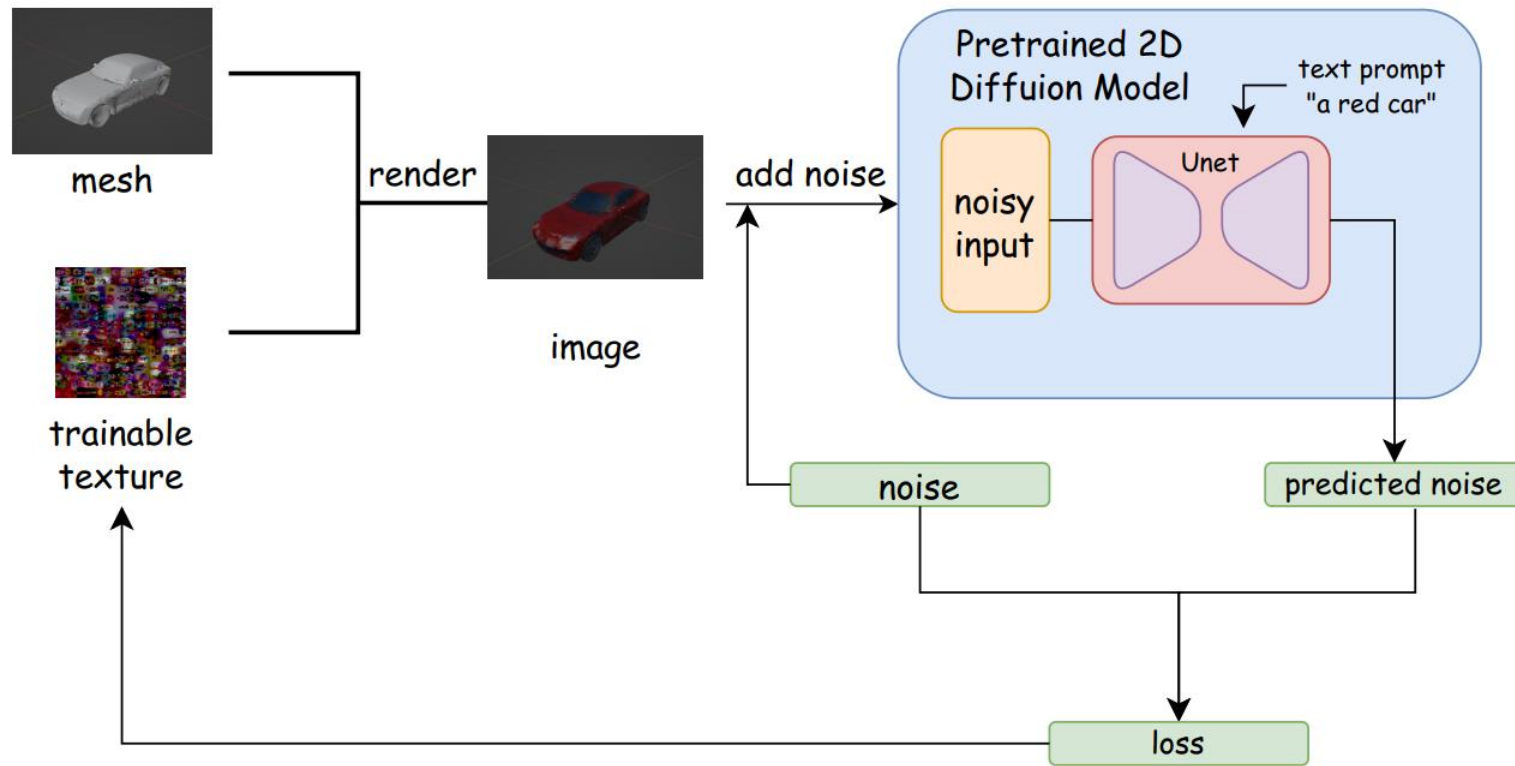 mesh
trainable
texture
render
image
add noise
Pretrained 2D
Diffuion Model
noisy
input
Unet
text prompt
"a red car"
noise
predicted noise
loss